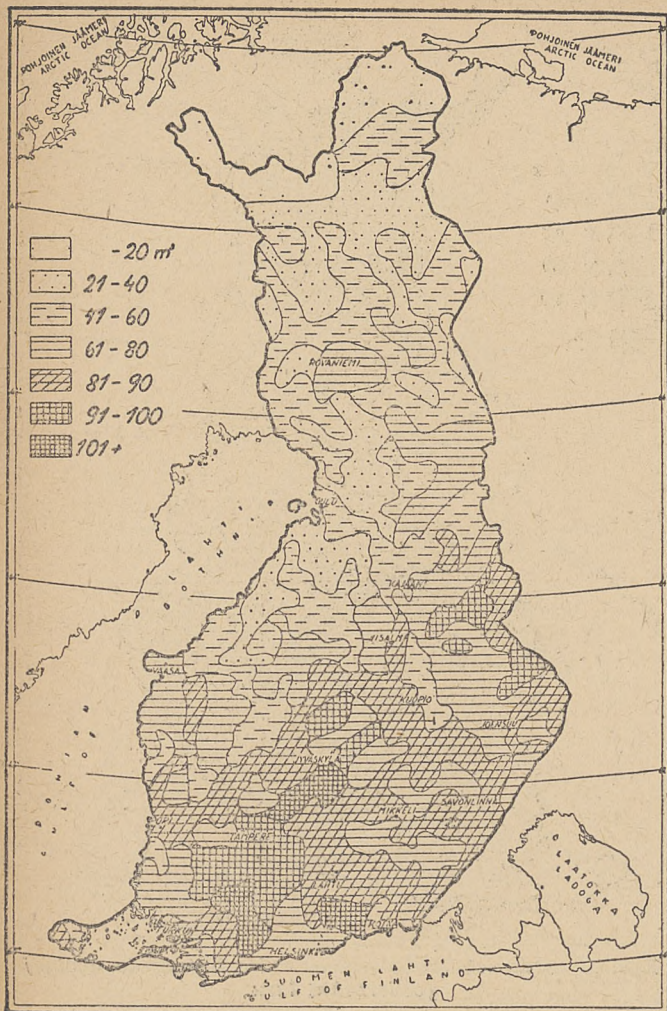 POHJOINEN JÄÄMERI
ARCTIC OCEAN
POHJOINEN JÄÄMERI
ARCTIC OCEAN
-20 m³
21-40
41-60
61-80
81-90
91-100
101+
ROVANIEMI
OULU
KAJAANI
IISALMI
VAASA
KUOPIO
JOENSUU
JYVÄSKYLÄ
SAVONLINNA
MIKKELI
TAMPERE
LAHTI
HELSINKI
LAATOKKA
LADOGA
SUOMEN LAHTI
GULF OF FINLAND